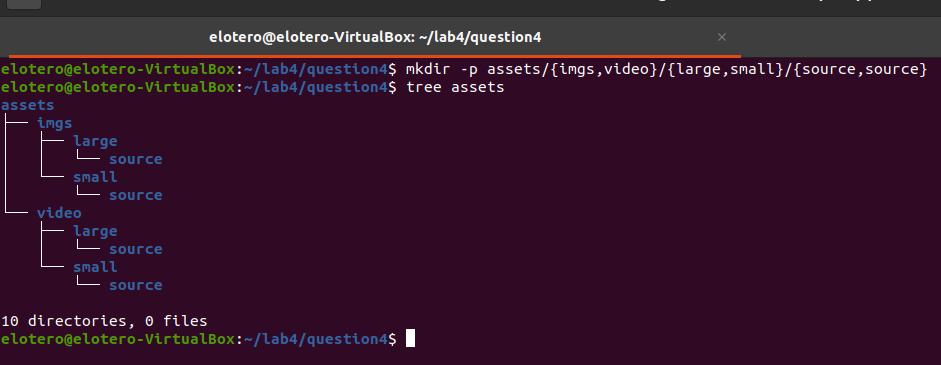 elotero@elotero-VirtualBox: ~/lab4/question4
elotero@elotero-VirtualBox:~/lab4/question4$ mkdir -p assets/{imgs,video}/{large,small}/{source,source}
elotero@elotero-VirtualBox:~/lab4/question4$ tree assets
assets
├── imgs
│   ├── large
│   │   └── source
│   └── small
│       └── source
└── video
    ├── large
    │   └── source
    └── small
        └── source
10 directories, 0 files
elotero@elotero-VirtualBox:~/lab4/question4$